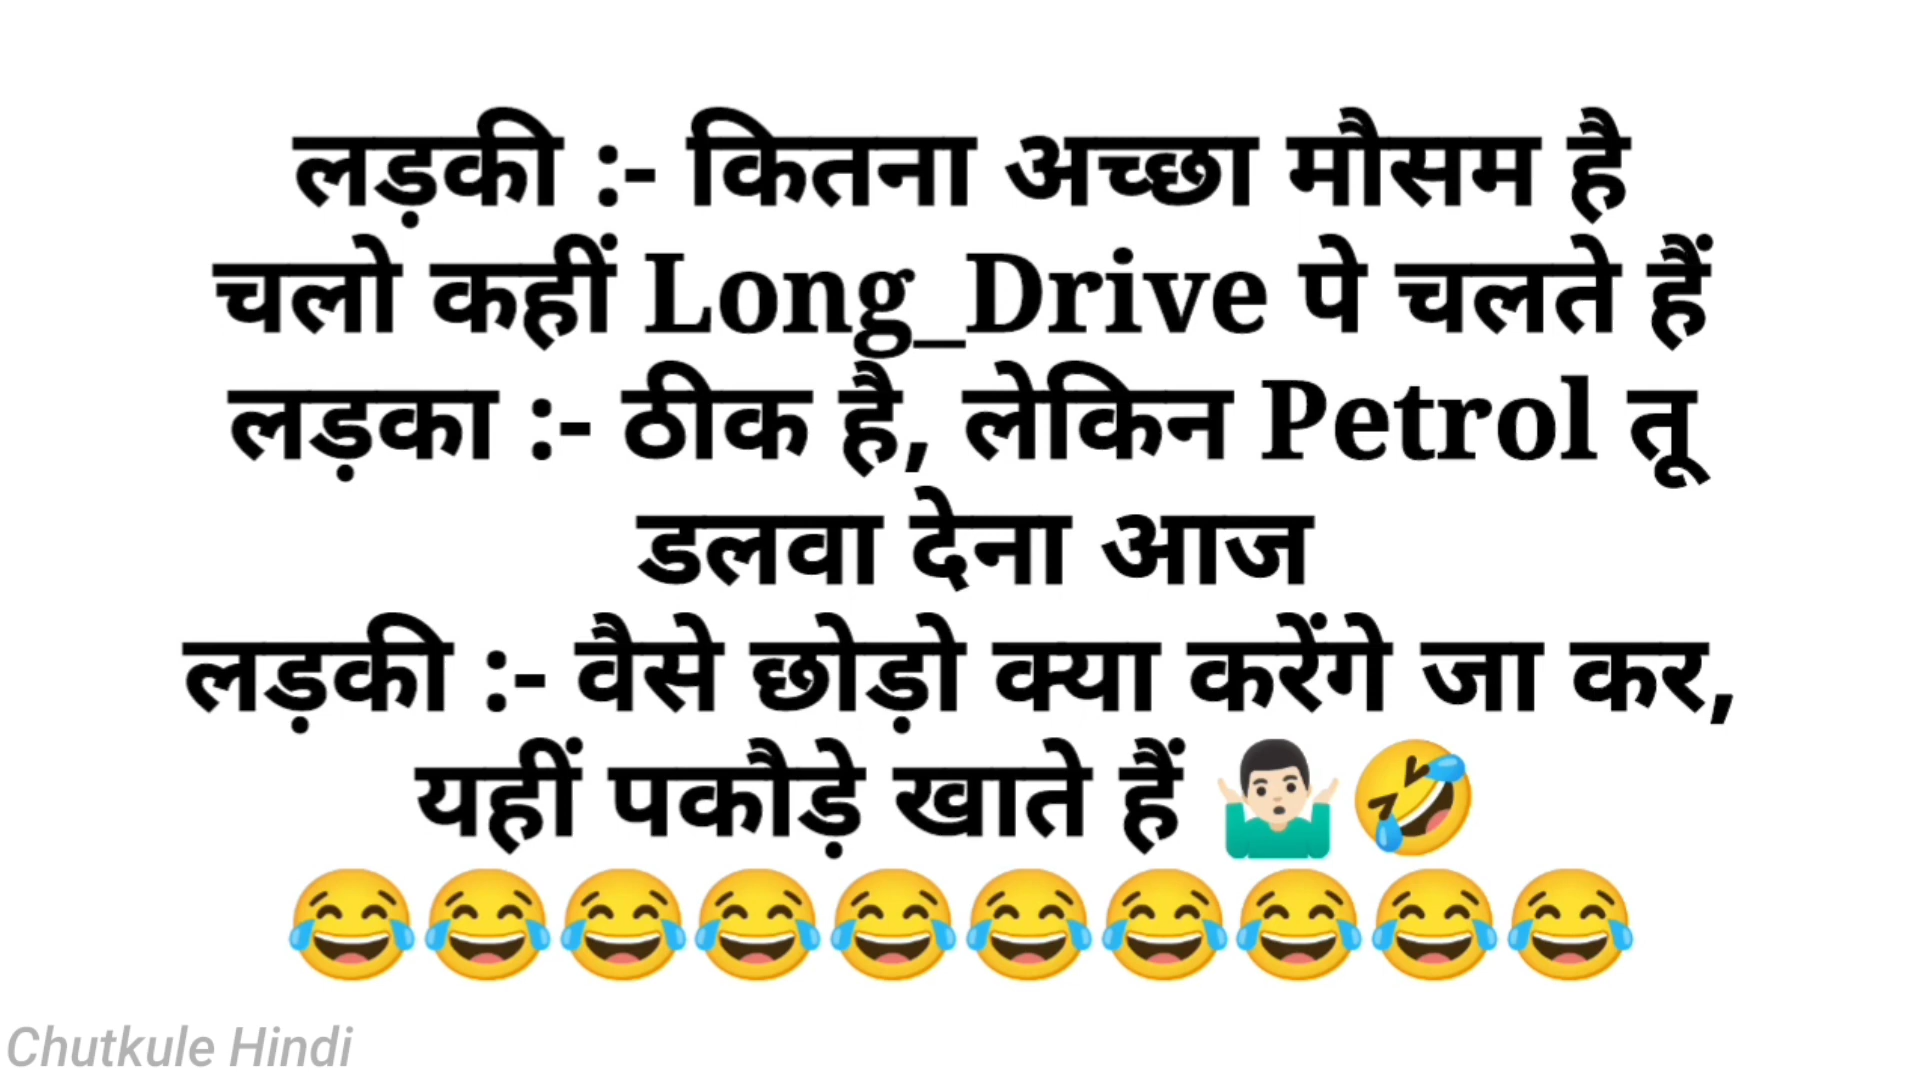 लड़की :- कितना अच्छा मौसम है
चलो कहीं Long_Drive पे चलते हैं
लड़का :- ठीक है, लेकिन Petrol तू
डलवा देना आज
लड़की :- वैसे छोड़ो क्या करेंगे जा कर,
यहीं पकौड़े खाते हैं 🤷🏻‍♂️🤣
😂😂😂😂😂😂😂😂😂😂
Chutkule Hindi